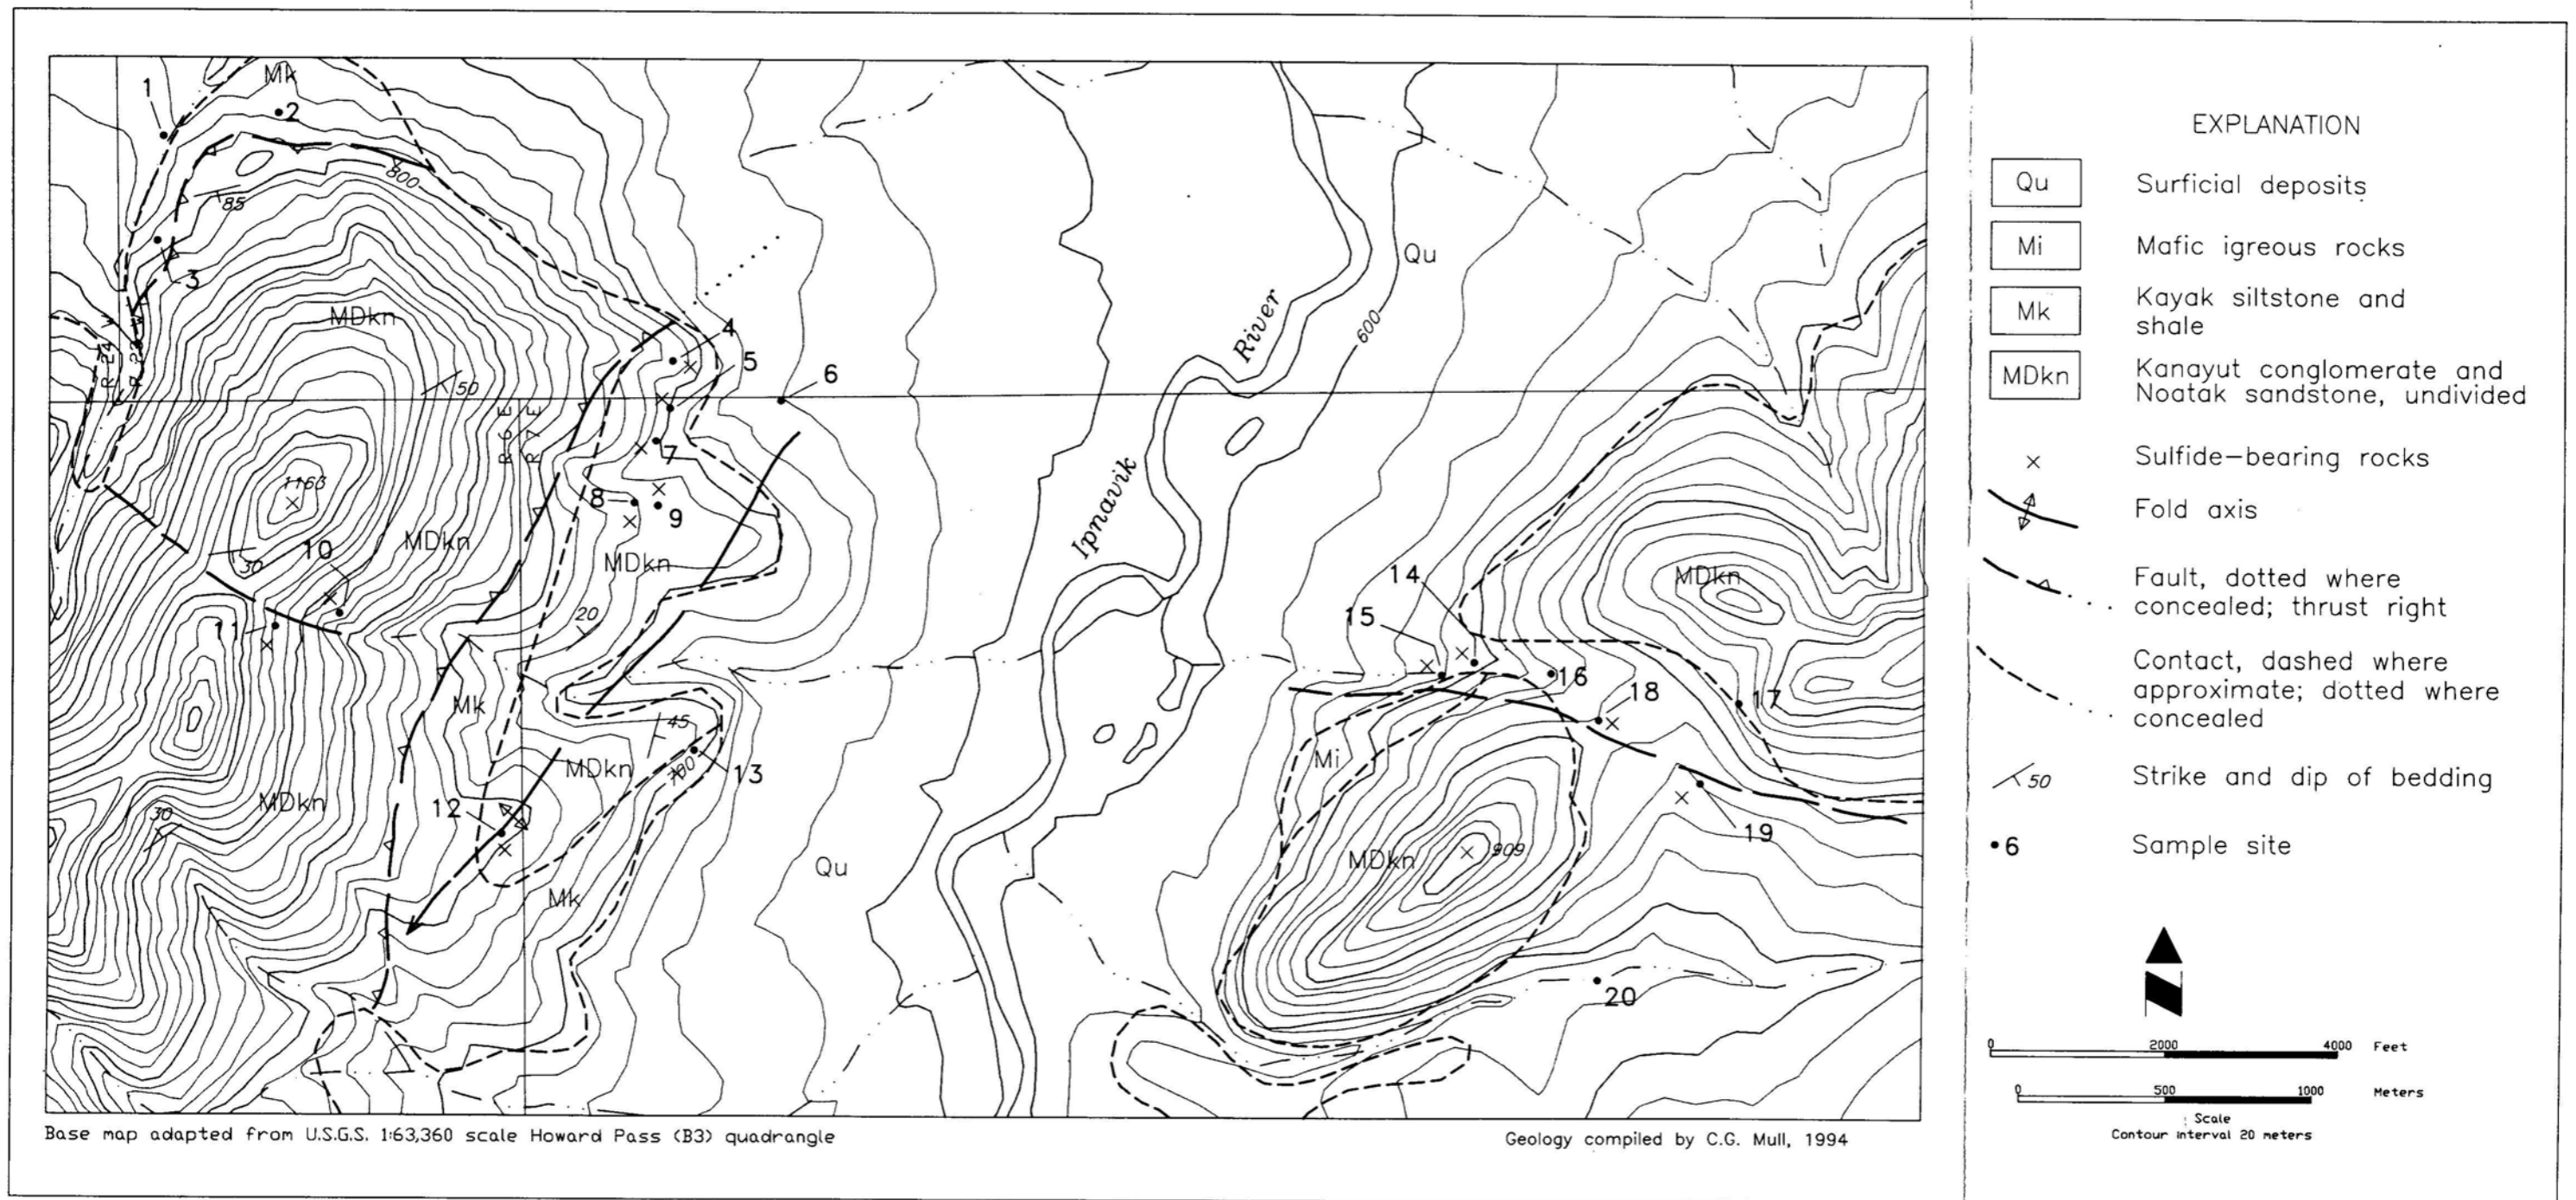 Mk
1
2
800
85
3
MDkn
R 24 W
R 23 W
4
5
6
50
R6 E
R7 E
7
8
9
1163
MDkn
10
30
11
MDkn
20
Mk
45
MDkn
700
13
12
MDkn
30
Mk
Qu
River
600
Ipnavik
Qu
14
15
MDkn
16
18
17
Mi
19
MDkn
909
20
Base map adapted from U.S.G.S. 1:63,360 scale Howard Pass (B3) quadrangle
Geology compiled by C.G. Mull, 1994
EXPLANATION
Qu Surficial deposits
Mi Mafic igreous rocks
Mk Kayak siltstone and
shale
MDkn Kanayut conglomerate and
Noatak sandstone, undivided
Sulfide-bearing rocks
Fold axis
Fault, dotted where
concealed; thrust right
Contact, dashed where
approximate; dotted where
concealed
50 Strike and dip of bedding
6 Sample site
N
0 2000 4000 Feet
0 500 1000 Meters
Scale
Contour interval 20 meters